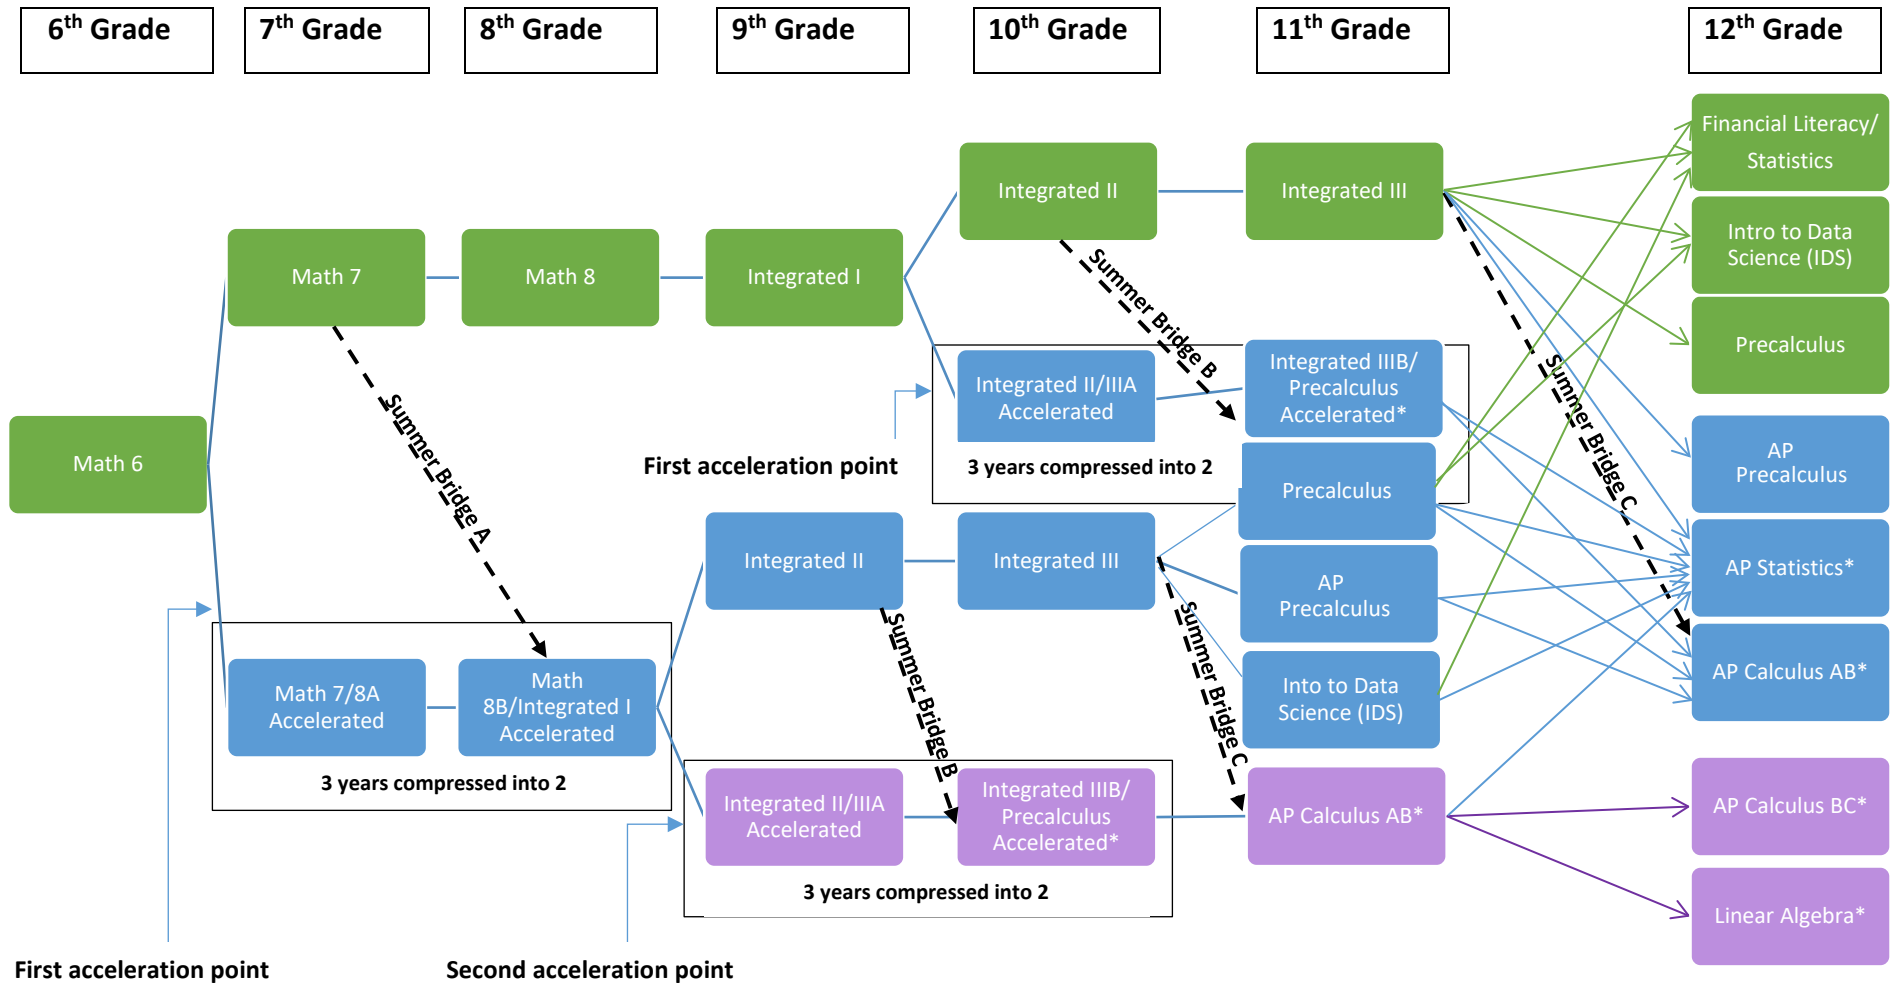 6th Grade
7th Grade
8th Grade
9th Grade
10th Grade
11th Grade
12th Grade
Financial Literacy/
Statistics
Integrated II
Integrated III
Intro to Data
Science (IDS)
Math 7
Math 8
Integrated I
Summer Bridge B
Precalculus
Integrated II/IIIA
Accelerated
Integrated IIIB/
Precalculus
Accelerated*
Summer Bridge C
Math 6
Summer Bridge A
First acceleration point
3 years compressed into 2
Precalculus
AP
Precalculus
Integrated II
Integrated III
AP
Precalculus
AP Statistics*
Summer Bridge B
Summer Bridge C
Math 7/8A
Accelerated
Math
8B/Integrated I
Accelerated
Into to Data
Science (IDS)
AP Calculus AB*
3 years compressed into 2
Integrated II/IIIA
Accelerated
Integrated IIIB/
Precalculus
Accelerated*
AP Calculus AB*
AP Calculus BC*
3 years compressed into 2
Linear Algebra*
First acceleration point
Second acceleration point